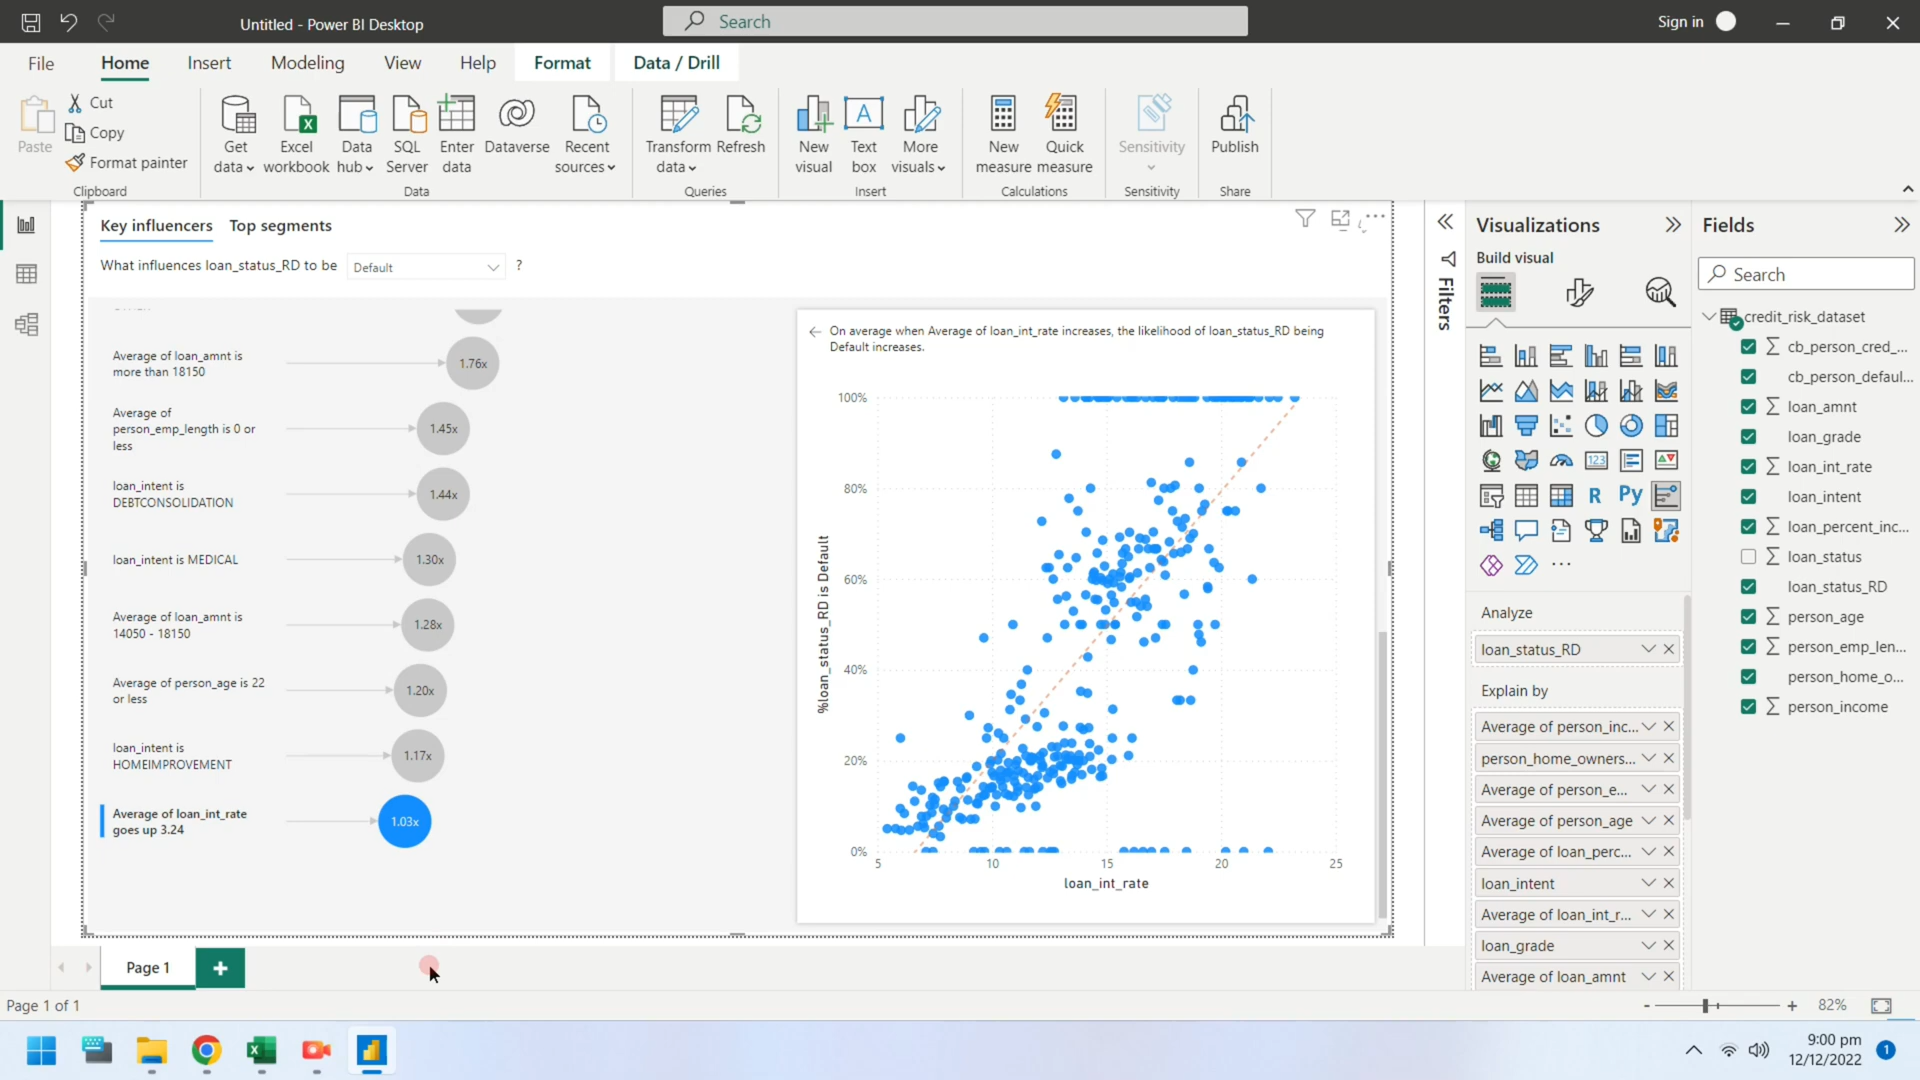 Untitled - Power BI Desktop
Search
Sign in
File
Home
Insert
Modeling
View
Help
Format
Data / Drill
Paste
Cut
Copy
Format painter
Clipboard
Get data
Excel workbook
Data hub
SQL Server
Enter data
Dataverse
Recent sources
Data
Transform data
Refresh
Queries
New visual
Text box
More visuals
Insert
New measure
Quick measure
Calculations
Sensitivity
Sensitivity
Publish
Share
Key influencers
Top segments
What influences loan_status_RD to be
Default
?
Average of loan_amnt is
more than 18150
1.76x
Average of
person_emp_length is 0 or
less
1.45x
loan_intent is
DEBTCONSOLIDATION
1.44x
loan_intent is MEDICAL
1.30x
Average of loan_amnt is
14050 - 18150
1.28x
Average of person_age is 22
or less
1.20x
loan_intent is
HOMEIMPROVEMENT
1.17x
Average of loan_int_rate
goes up 3.24
1.03x
On average when Average of loan_int_rate increases, the likelihood of loan_status_RD being
Default increases.
%loan_status_RD is Default
100%
80%
60%
40%
20%
0%
5
10
15
20
25
loan_int_rate
Filters
Visualizations
Build visual
123
R
Py
Analyze
loan_status_RD
Explain by
Average of person_inc...
person_home_owners...
Average of person_e...
Average of person_age
Average of loan_perc...
loan_intent
Average of loan_int_r...
loan_grade
Average of loan_amnt
Fields
Search
credit_risk_dataset
cb_person_cred_...
cb_person_defaul...
loan_amnt
loan_grade
loan_int_rate
loan_intent
loan_percent_inc...
loan_status
loan_status_RD
person_age
person_emp_len...
person_home_o...
person_income
Page 1
Page 1 of 1
82%
9:00 pm
12/12/2022
1